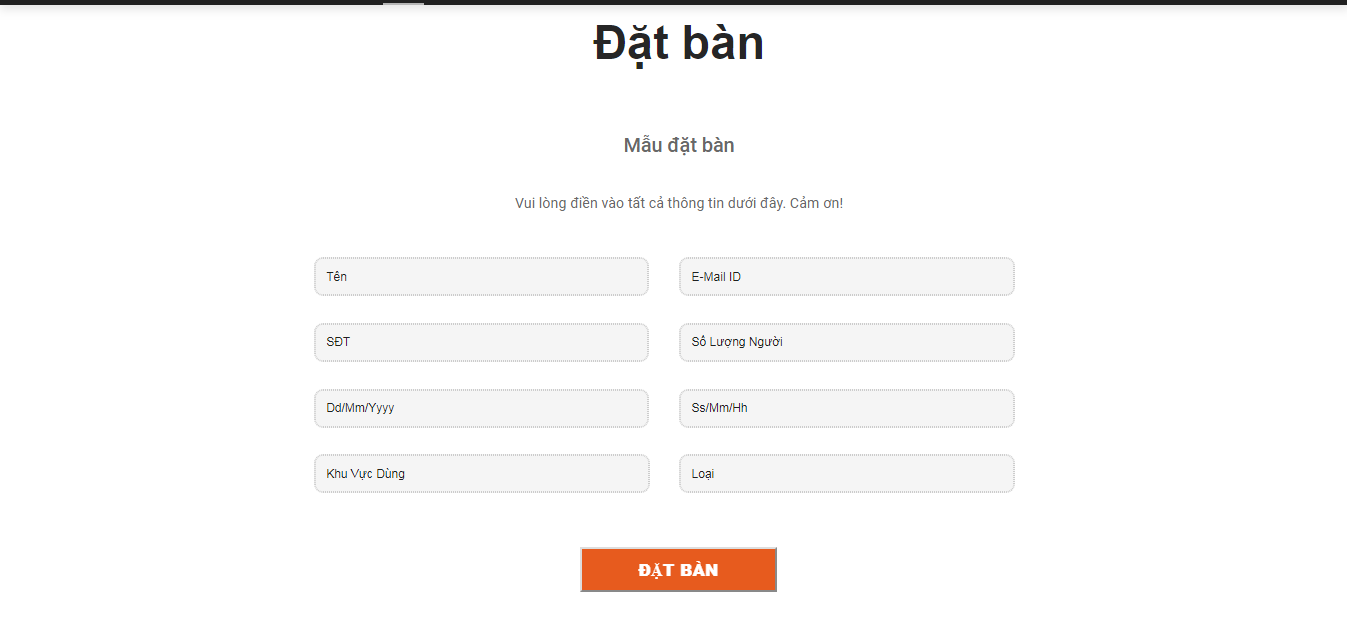 Đặt bàn
Mẫu đặt bàn
Vui lòng điền vào tất cả thông tin dưới đây. Cảm ơn!
Tên
E-Mail ID
SĐT
Số Lượng Người
Dd/Mm/Yyyy
Ss/Mm/Hh
Khu Vực Dùng
Loại
ĐẶT BÀN